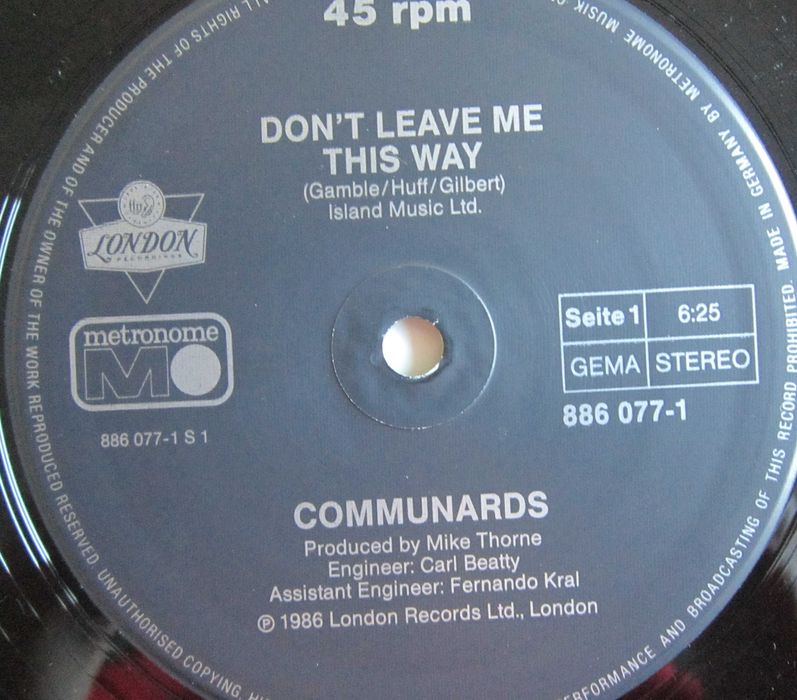 45 rpm
DON'T LEAVE ME
THIS WAY
(Gamble/Huff/Gilbert)
Island Music Ltd.
LONDON
RECORDINGS
metronome
886 077-1 S 1
Seite 1
6:25
GEMA
STEREO
886 077-1
COMMUNARDS
Produced by Mike Thorne
Engineer: Carl Beatty
Assistant Engineer: Fernando Kral
℗ 1986 London Records Ltd., London
ALL RIGHTS OF THE PRODUCER AND OF THE OWNER OF THE WORK REPRODUCED RESERVED. UNAUTHORISED COPYING,
PERFORMANCE AND BROADCASTING OF THIS RECORD PROHIBITED. MADE IN GERMANY BY METRONOME MUSIK